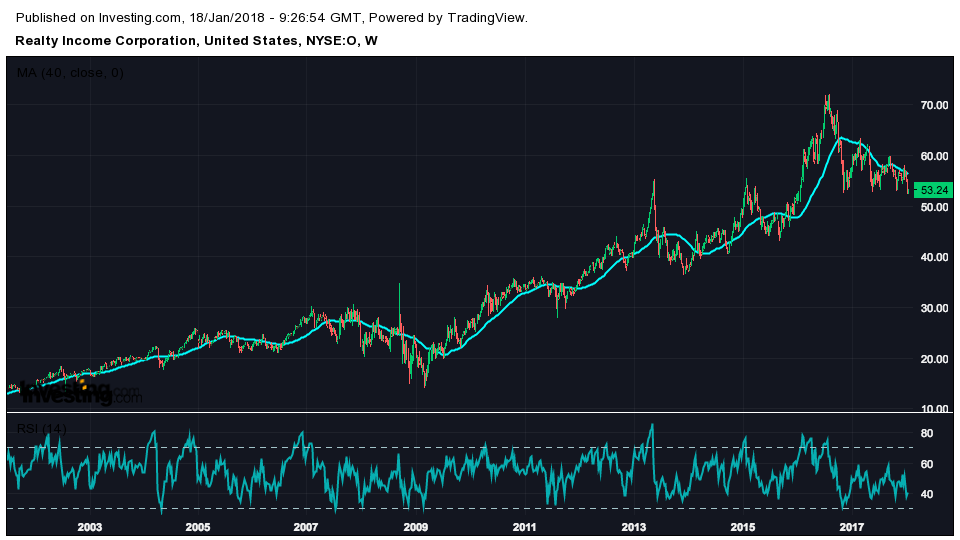 Published on Investing.com, 18/Jan/2018 - 9:26:54 GMT, Powered by TradingView.
Realty Income Corporation, United States, NYSE:O, W
MA (40, close, 0)
70.00
60.00
53.24
50.00
40.00
30.00
20.00
Investing.com
10.00
RSI (14)
80
60
40
2003 2005 2007 2009 2011 2013 2015 2017